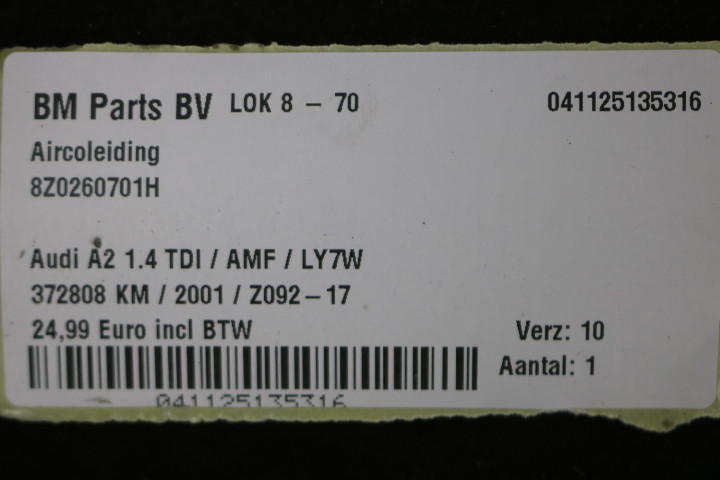 BM Parts BV LOK 8 - 70 041125135316
Aircoleiding
8Z0260701H
Audi A2 1.4 TDI / AMF / LY7W
372808 KM / 2001 / Z092-17
24,99 Euro incl BTW Verz: 10
Aantal: 1
041125135316